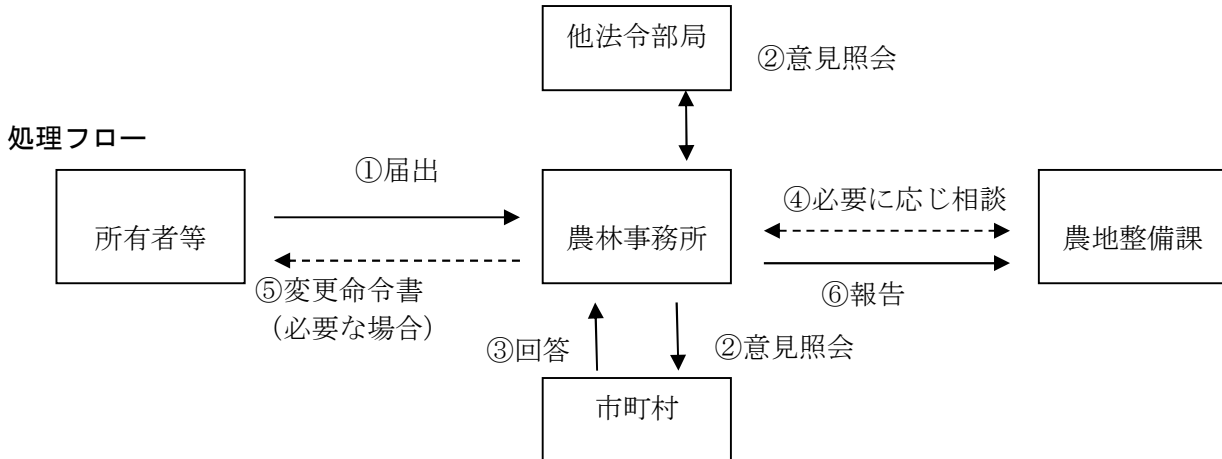 他法令部局
②意見照会
処理フロー
①届出
④必要に応じ相談
所有者等
農林事務所
農地整備課
⑤変更命令書
（必要な場合）
⑥報告
③回答
②意見照会
市町村